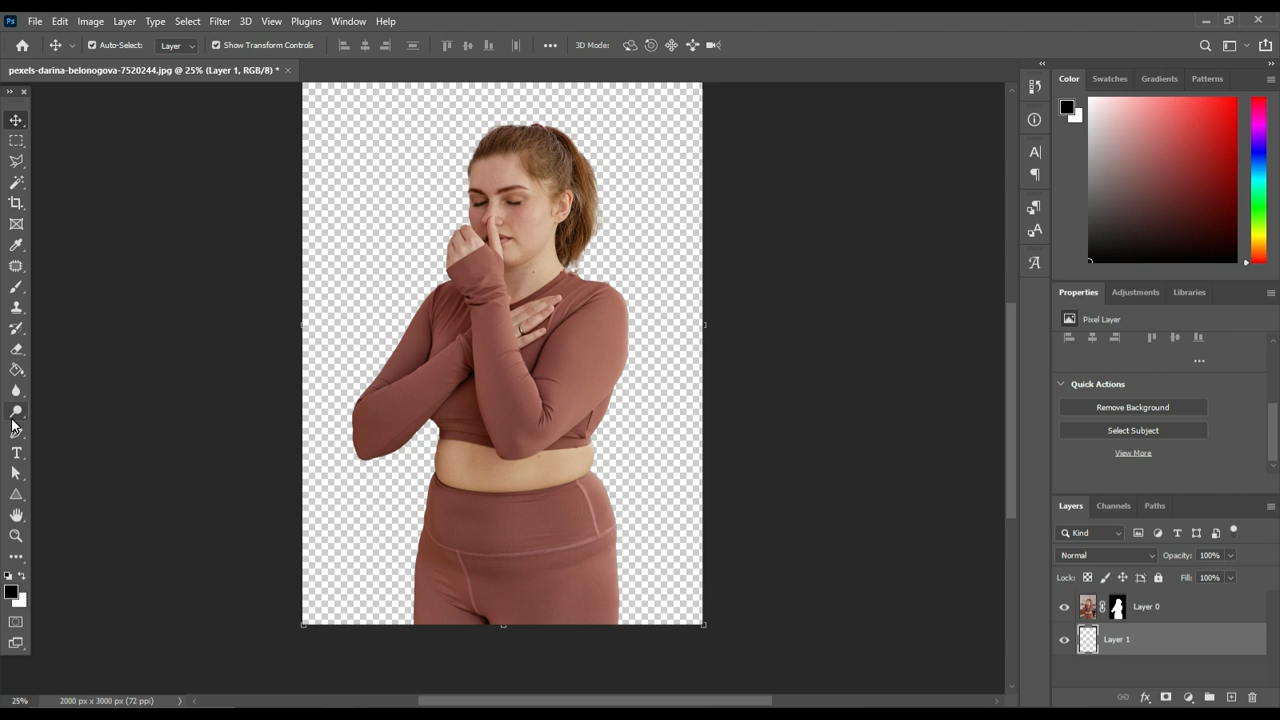 Ps File Edit Image Layer Type Select Filter 3D View Plugins Window Help
Auto-Select: Layer Show Transform Controls 3D Mode:
pexels-darina-belonogova-7520244.jpg @ 25% (Layer 1, RGB/8) *
Color Swatches Gradients Patterns
Properties Adjustments Libraries
Pixel Layer
Quick Actions
Remove Background
Select Subject
View More
Layers Channels Paths
Kind
Normal Opacity: 100%
Lock: Fill: 100%
Layer 0
Layer 1
25% 2000 px x 3000 px (72 ppi)